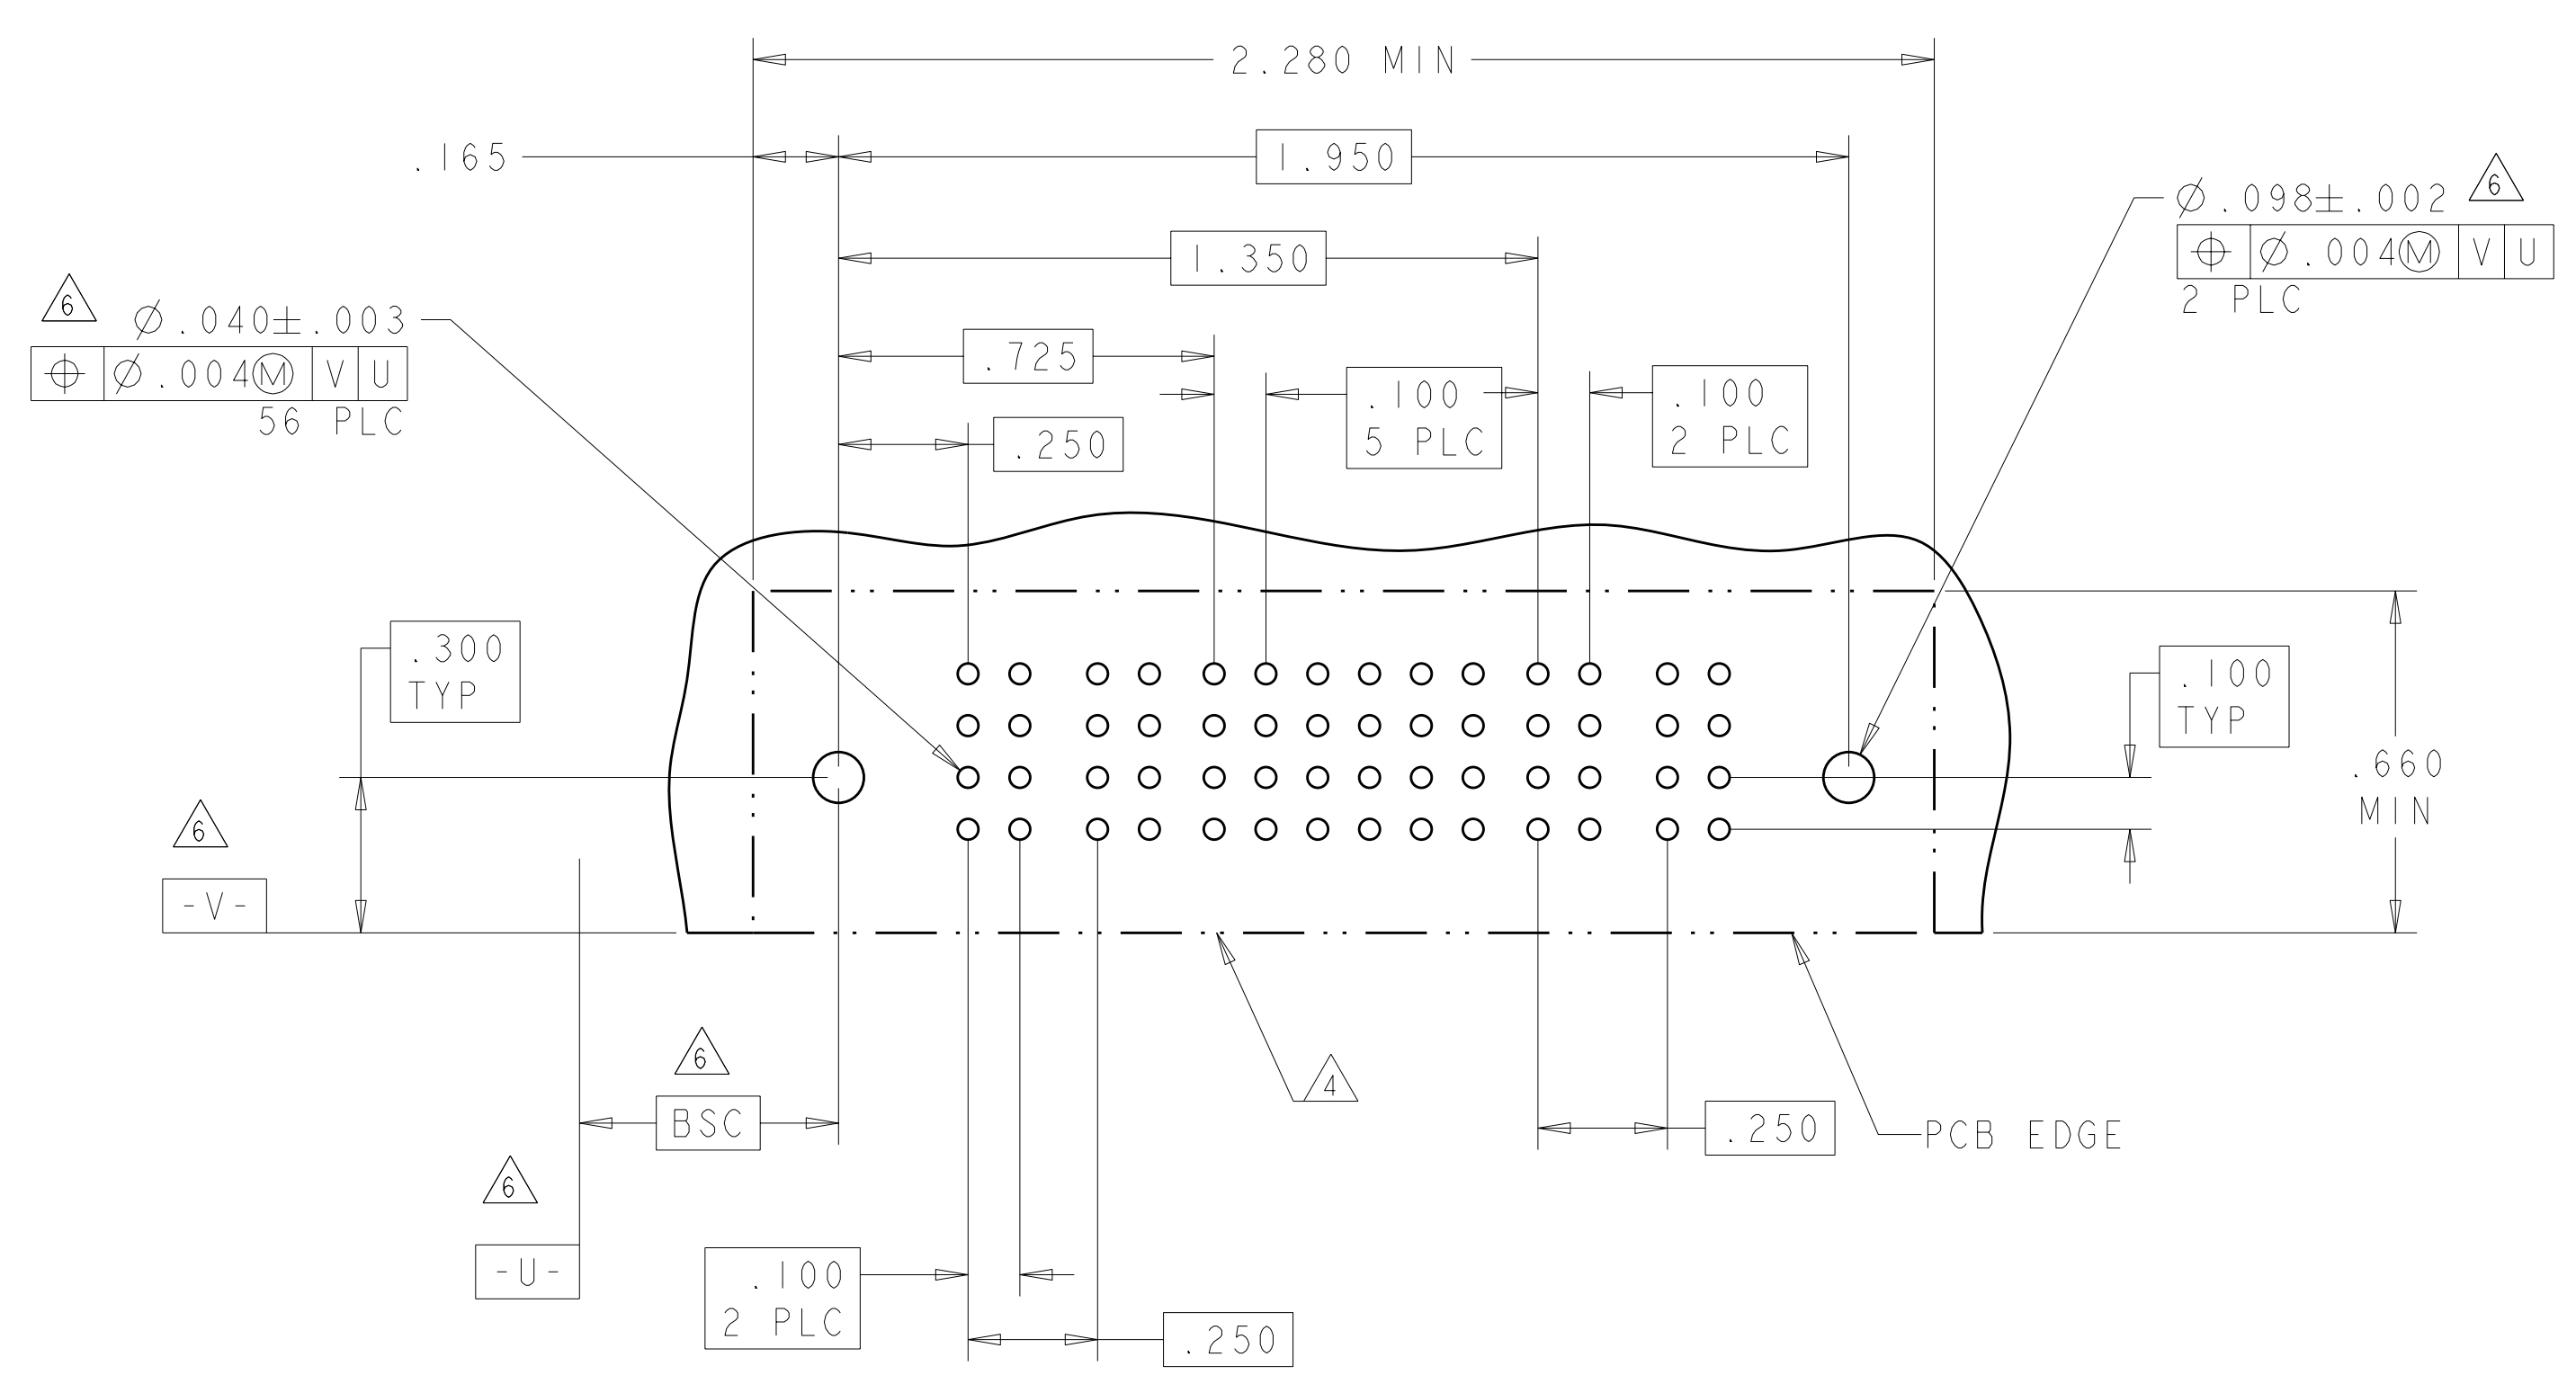 2.280 MIN
.165
1.950
6
⌀.098±.002
⌖ ⌀.004Ⓜ V U
2 PLC
1.350
6
⌀.040±.003
⌖ ⌀.004Ⓜ V U
56 PLC
.725
.100
5 PLC
.100
2 PLC
.250
.300
TYP
.100
TYP
.660
MIN
6
-V-
6
BSC
4
.250
PCB EDGE
6
-U-
.100
2 PLC
.250